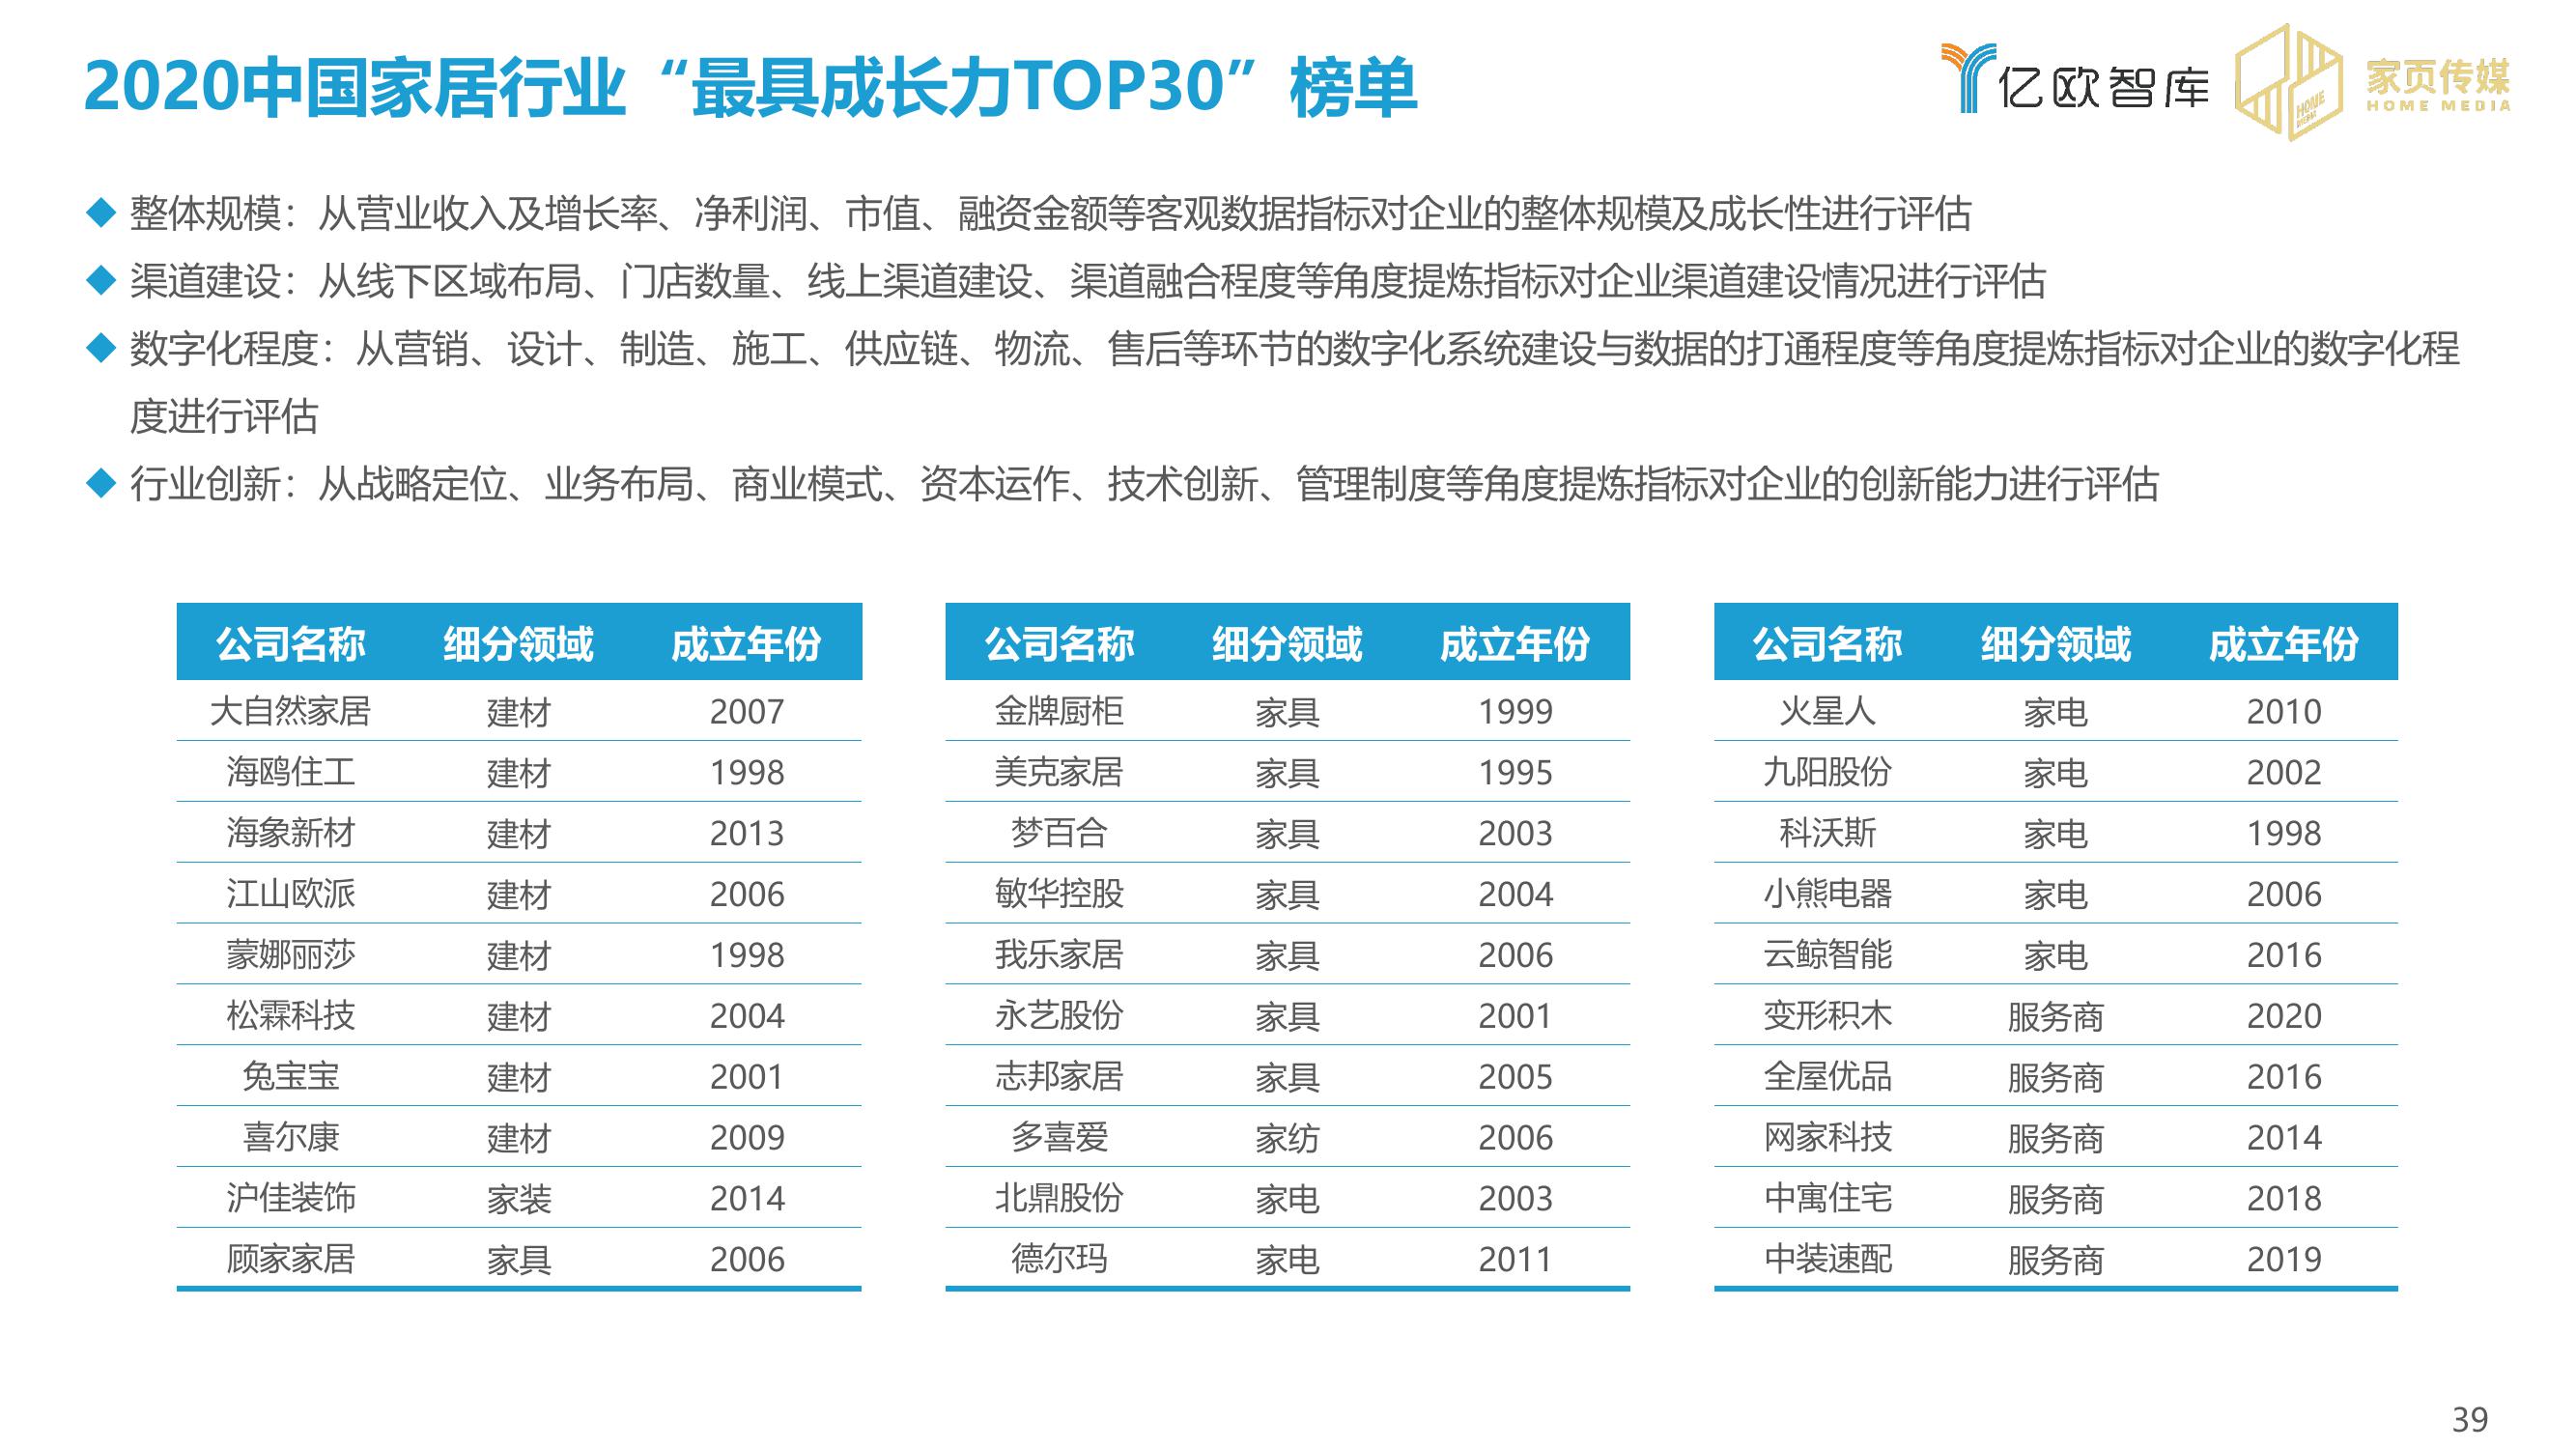 2020中国家居行业“最具成长力TOP30”榜单
亿欧智库
家页传媒
HOME MEDIA
HOME
◆ 整体规模：从营业收入及增长率、净利润、市值、融资金额等客观数据指标对企业的整体规模及成长性进行评估
◆ 渠道建设：从线下区域布局、门店数量、线上渠道建设、渠道融合程度等角度提炼指标对企业渠道建设情况进行评估
◆ 数字化程度：从营销、设计、制造、施工、供应链、物流、售后等环节的数字化系统建设与数据的打通程度等角度提炼指标对企业的数字化程
度进行评估
◆ 行业创新：从战略定位、业务布局、商业模式、资本运作、技术创新、管理制度等角度提炼指标对企业的创新能力进行评估
公司名称 细分领域 成立年份
大自然家居 建材 2007
海鸥住工 建材 1998
海象新材 建材 2013
江山欧派 建材 2006
蒙娜丽莎 建材 1998
松霖科技 建材 2004
兔宝宝 建材 2001
喜尔康 建材 2009
沪佳装饰 家装 2014
顾家家居 家具 2006
公司名称 细分领域 成立年份
金牌厨柜 家具 1999
美克家居 家具 1995
梦百合 家具 2003
敏华控股 家具 2004
我乐家居 家具 2006
永艺股份 家具 2001
志邦家居 家具 2005
多喜爱 家纺 2006
北鼎股份 家电 2003
德尔玛 家电 2011
公司名称 细分领域 成立年份
火星人 家电 2010
九阳股份 家电 2002
科沃斯 家电 1998
小熊电器 家电 2006
云鲸智能 家电 2016
变形积木 服务商 2020
全屋优品 服务商 2016
网家科技 服务商 2014
中寓住宅 服务商 2018
中装速配 服务商 2019
39